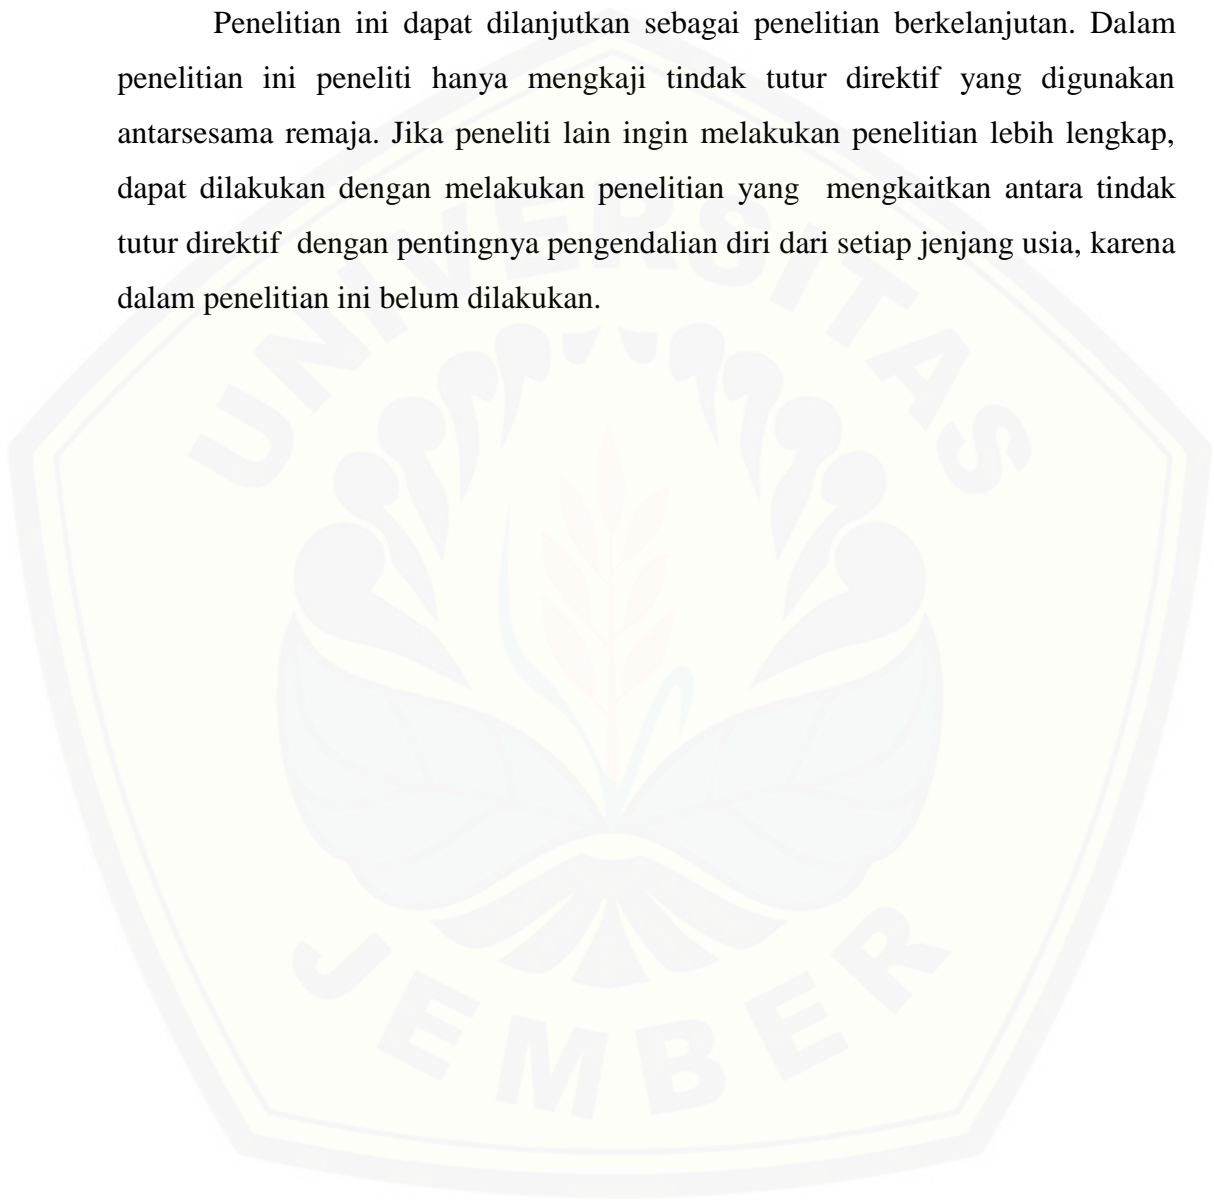 Penelitian ini dapat dilanjutkan sebagai penelitian berkelanjutan. Dalam
penelitian ini peneliti hanya mengkaji tindak tutur direktif yang digunakan
antarsesama remaja. Jika peneliti lain ingin melakukan penelitian lebih lengkap,
dapat dilakukan dengan melakukan penelitian yang mengkaitkan antara tindak
tutur direktif dengan pentingnya pengendalian diri dari setiap jenjang usia, karena
dalam penelitian ini belum dilakukan.
UNIVERSITAS
JEMBER